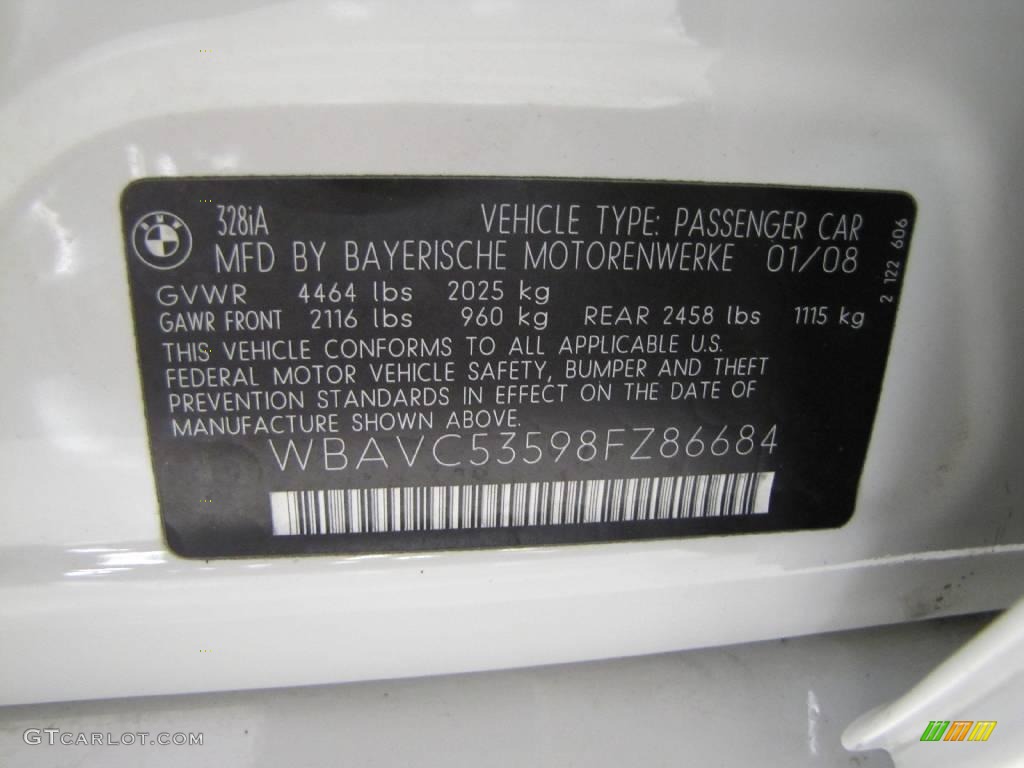 328iA VEHICLE TYPE: PASSENGER CAR
MFD BY BAYERISCHE MOTORENWERKE 01/08
GVWR 4464 lbs 2025 kg
GAWR FRONT 2116 lbs 960 kg REAR 2458 lbs 1115 kg
THIS VEHICLE CONFORMS TO ALL APPLICABLE U.S.
FEDERAL MOTOR VEHICLE SAFETY, BUMPER AND THEFT
PREVENTION STANDARDS IN EFFECT ON THE DATE OF
MANUFACTURE SHOWN ABOVE.
WBAVC53598FZ86684
2 122 606
GTCARLOT.COM